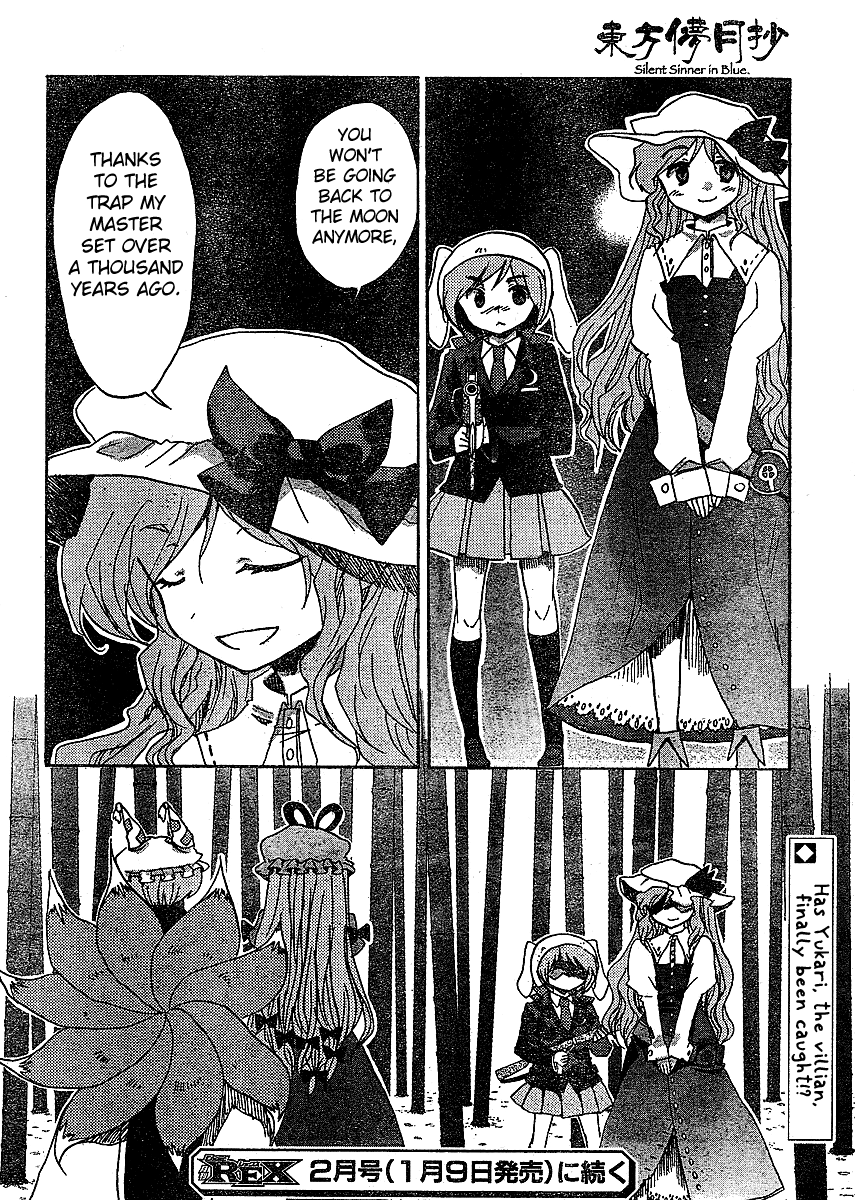 東方儚月抄
Silent Sinner in Blue.
YOU
WON'T
BE GOING
BACK TO
THE MOON
ANYMORE,
THANKS
TO THE
TRAP MY
MASTER
SET OVER
A THOUSAND
YEARS AGO.
Has Yukari, the villian,
finally been caught!?
REX 2月号(1月9日発売)に続く